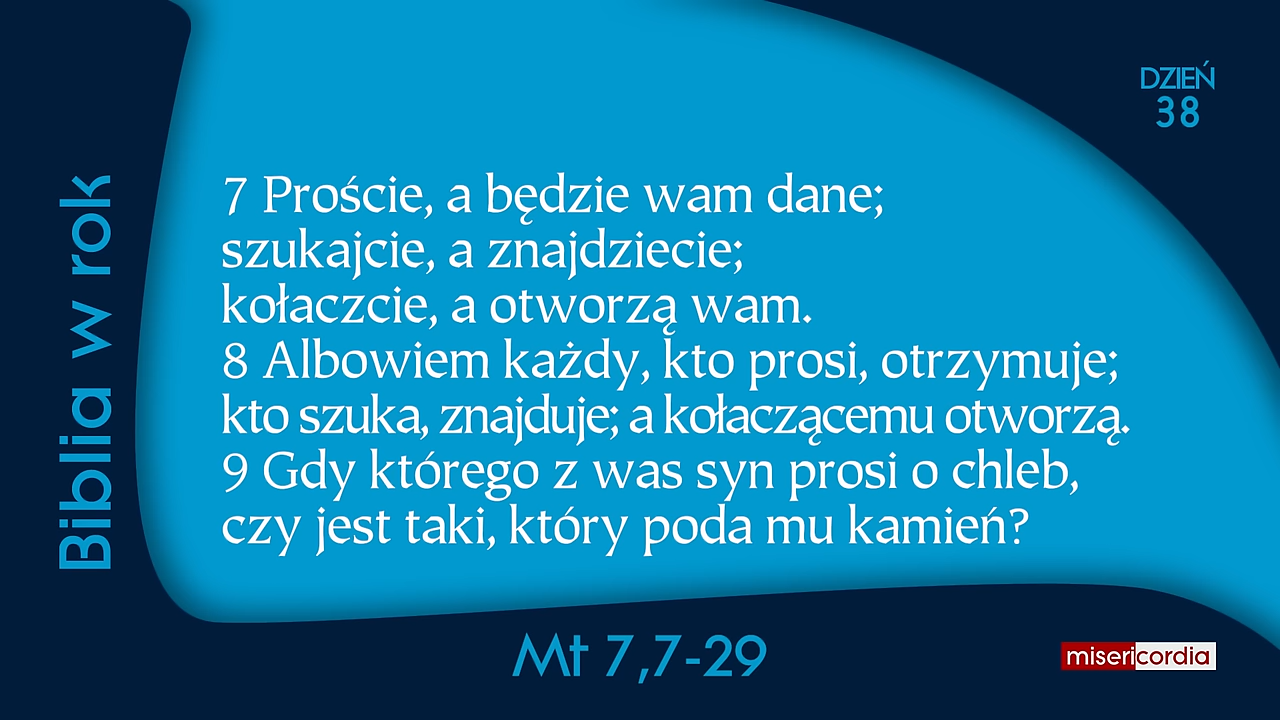 DZIEŃ
38
Biblia w rok
7 Proście, a będzie wam dane;
szukajcie, a znajdziecie;
kołaczcie, a otworzą wam.
8 Albowiem każdy, kto prosi, otrzymuje;
kto szuka, znajduje; a kołaczącemu otworzą.
9 Gdy którego z was syn prosi o chleb,
czy jest taki, który poda mu kamień?
Mt 7,7-29
misericordia